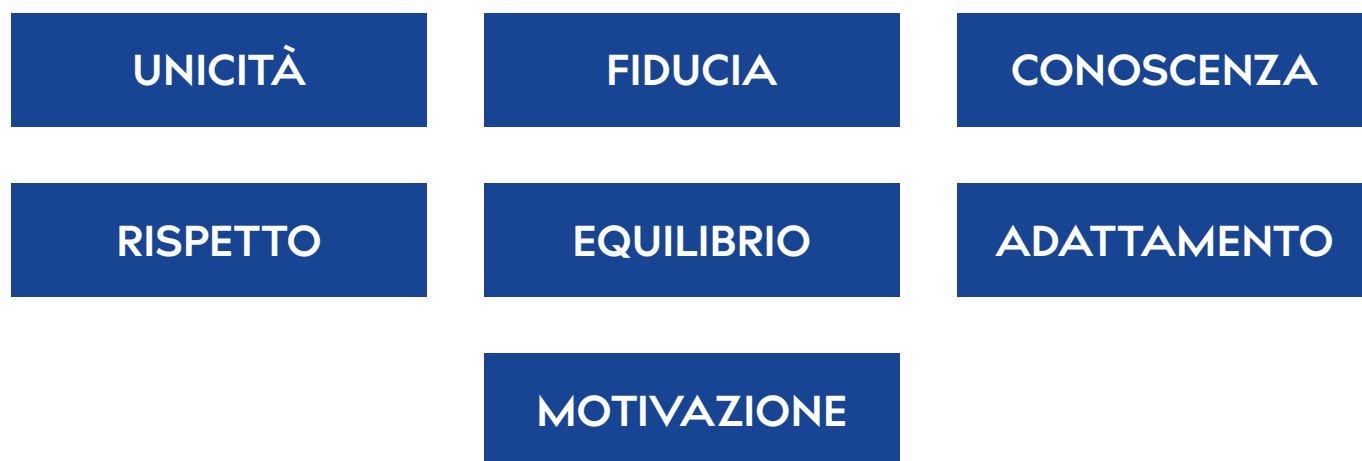 UNICITÀ
FIDUCIA
CONOSCENZA
RISPETTO
EQUILIBRIO
ADATTAMENTO
MOTIVAZIONE